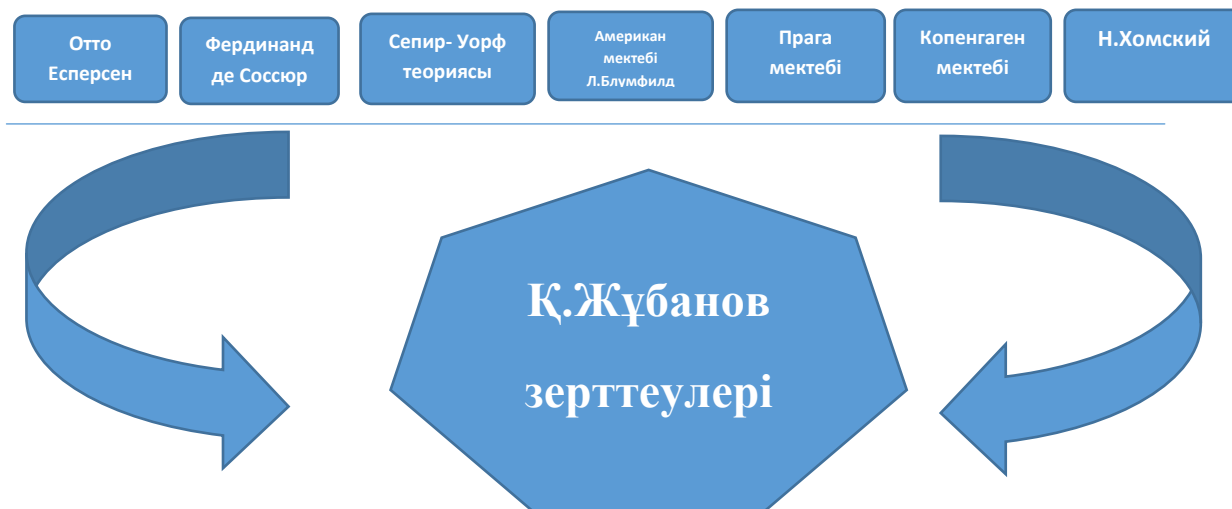 Отто
Есперсен
Фердинанд
де Соссюр
Сепир- Уорф
теориясы
Американ
мектебі
Л.Блумфилд
Прага
мектебі
Копенгаген
мектебі
Н.Хомский
Қ.Жұбанов
зерттеулері